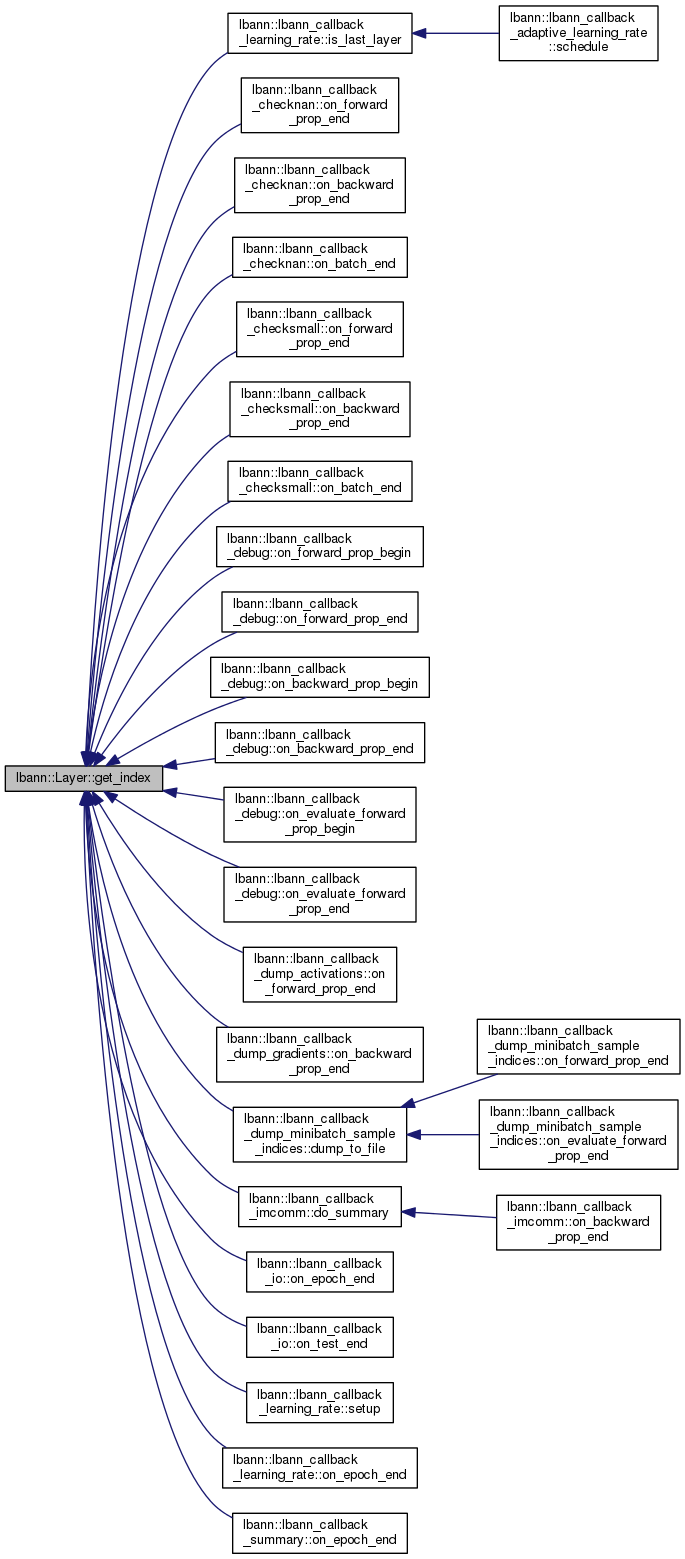 lbann::lbann_callback
_learning_rate::is_last_layer
lbann::lbann_callback
_adaptive_learning_rate
::schedule
lbann::lbann_callback
_checknan::on_forward
_prop_end
lbann::lbann_callback
_checknan::on_backward
_prop_end
lbann::lbann_callback
_checknan::on_batch_end
lbann::lbann_callback
_checksmall::on_forward
_prop_end
lbann::lbann_callback
_checksmall::on_backward
_prop_end
lbann::lbann_callback
_checksmall::on_batch_end
lbann::lbann_callback
_debug::on_forward_prop_begin
lbann::lbann_callback
_debug::on_forward_prop_end
lbann::lbann_callback
_debug::on_backward_prop_begin
lbann::lbann_callback
_debug::on_backward_prop_end
lbann::Layer::get_index
lbann::lbann_callback
_debug::on_evaluate_forward
_prop_begin
lbann::lbann_callback
_debug::on_evaluate_forward
_prop_end
lbann::lbann_callback
_dump_activations::on
_forward_prop_end
lbann::lbann_callback
_dump_gradients::on_backward
_prop_end
lbann::lbann_callback
_dump_minibatch_sample
_indices::on_forward_prop_end
lbann::lbann_callback
_dump_minibatch_sample
_indices::dump_to_file
lbann::lbann_callback
_dump_minibatch_sample
_indices::on_evaluate_forward
_prop_end
lbann::lbann_callback
_imcomm::do_summary
lbann::lbann_callback
_imcomm::on_backward
_prop_end
lbann::lbann_callback
_io::on_epoch_end
lbann::lbann_callback
_io::on_test_end
lbann::lbann_callback
_learning_rate::setup
lbann::lbann_callback
_learning_rate::on_epoch_end
lbann::lbann_callback
_summary::on_epoch_end